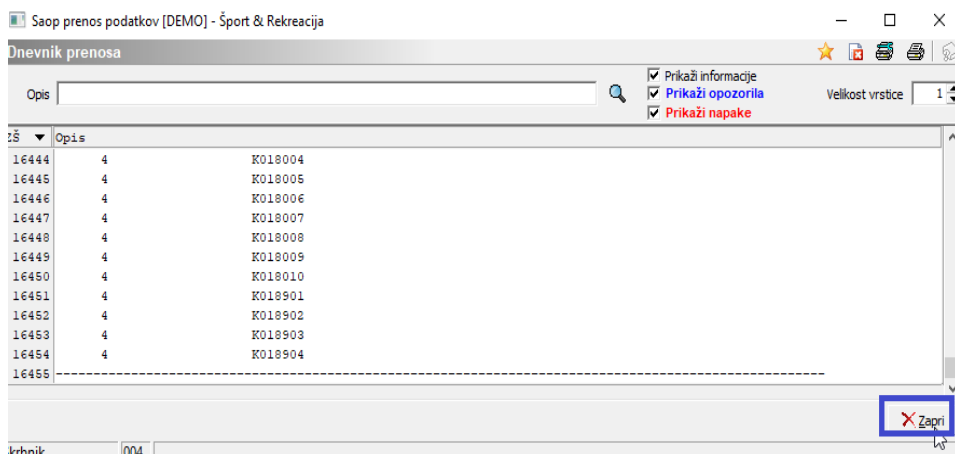 Saop prenos podatkov [DEMO] - Šport & Rekreacija
Dnevnik prenosa
Opis
Prikaži informacije
Prikaži opozorila
Prikaži napake
Velikost vrstice 1
ZŠ Opis
16444 4 K018004
16445 4 K018005
16446 4 K018006
16447 4 K018007
16448 4 K018008
16449 4 K018009
16450 4 K018010
16451 4 K018901
16452 4 K018902
16453 4 K018903
16454 4 K018904
16455 ----------------------------------------------------------------------------------------------------
Zapri
skrbnik 004